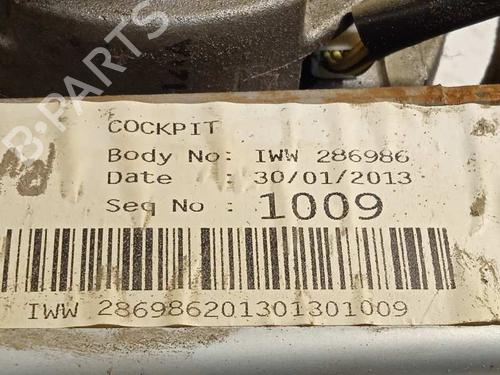 COCKPIT
Body No: IWW 286986
Date : 30/01/2013
Seq No : 1009
IWW 286986201301301009
B-PARTS